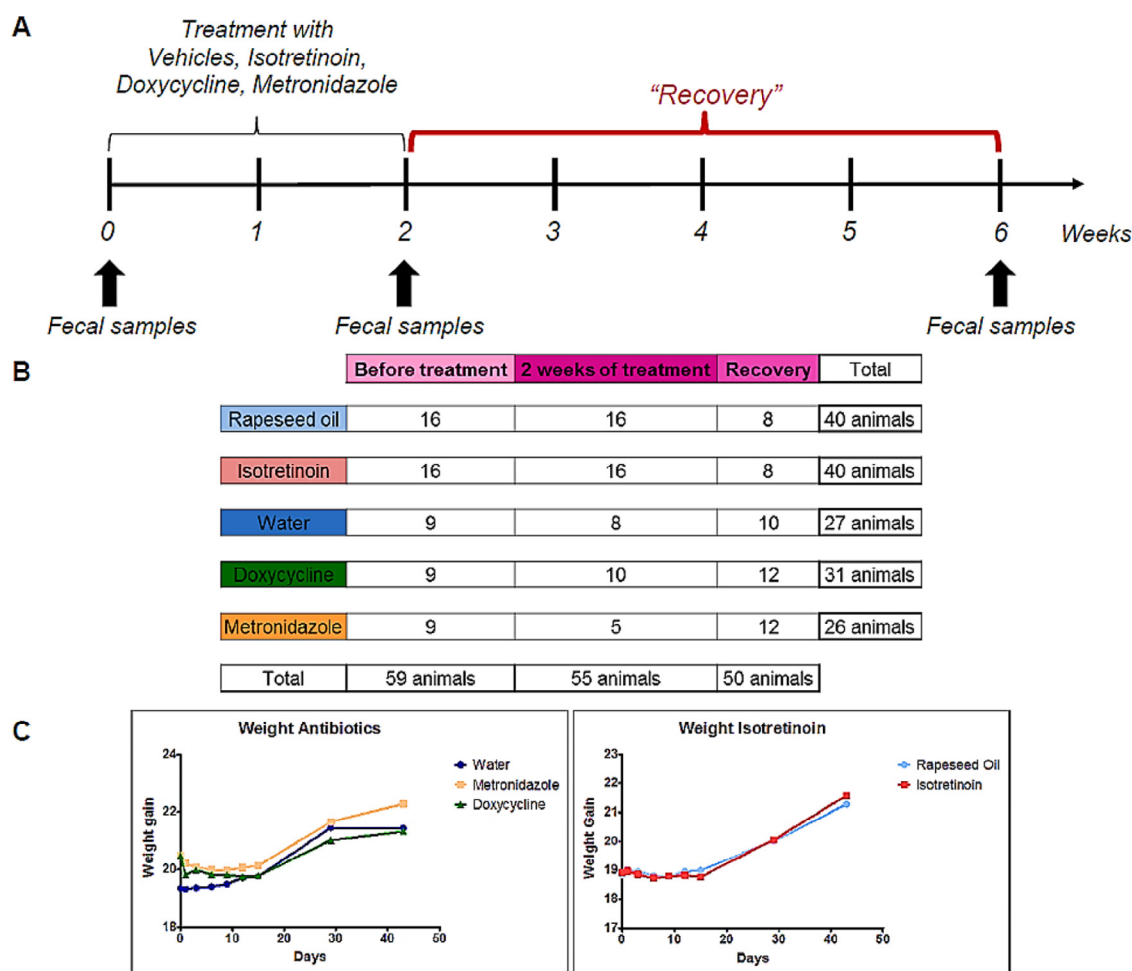 A
Treatment with
Vehicles, Isotretinoin,
Doxycycline, Metronidazole
“Recovery”
0 1 2 3 4 5 6 Weeks
Fecal samples Fecal samples Fecal samples
B
Before treatment 2 weeks of treatment Recovery Total
Rapeseed oil 16 16 8 40 animals
Isotretinoin 16 16 8 40 animals
Water 9 8 10 27 animals
Doxycycline 9 10 12 31 animals
Metronidazole 9 5 12 26 animals
Total 59 animals 55 animals 50 animals
C
Weight Antibiotics
Weight gain
24
22
20
18
0 10 20 30 40 50
Days
Water
Metronidazole
Doxycycline
Weight Isotretinoin
Weight Gain
23
22
21
20
19
18
17
0 10 20 30 40 50
Days
Rapeseed Oil
Isotretinoin